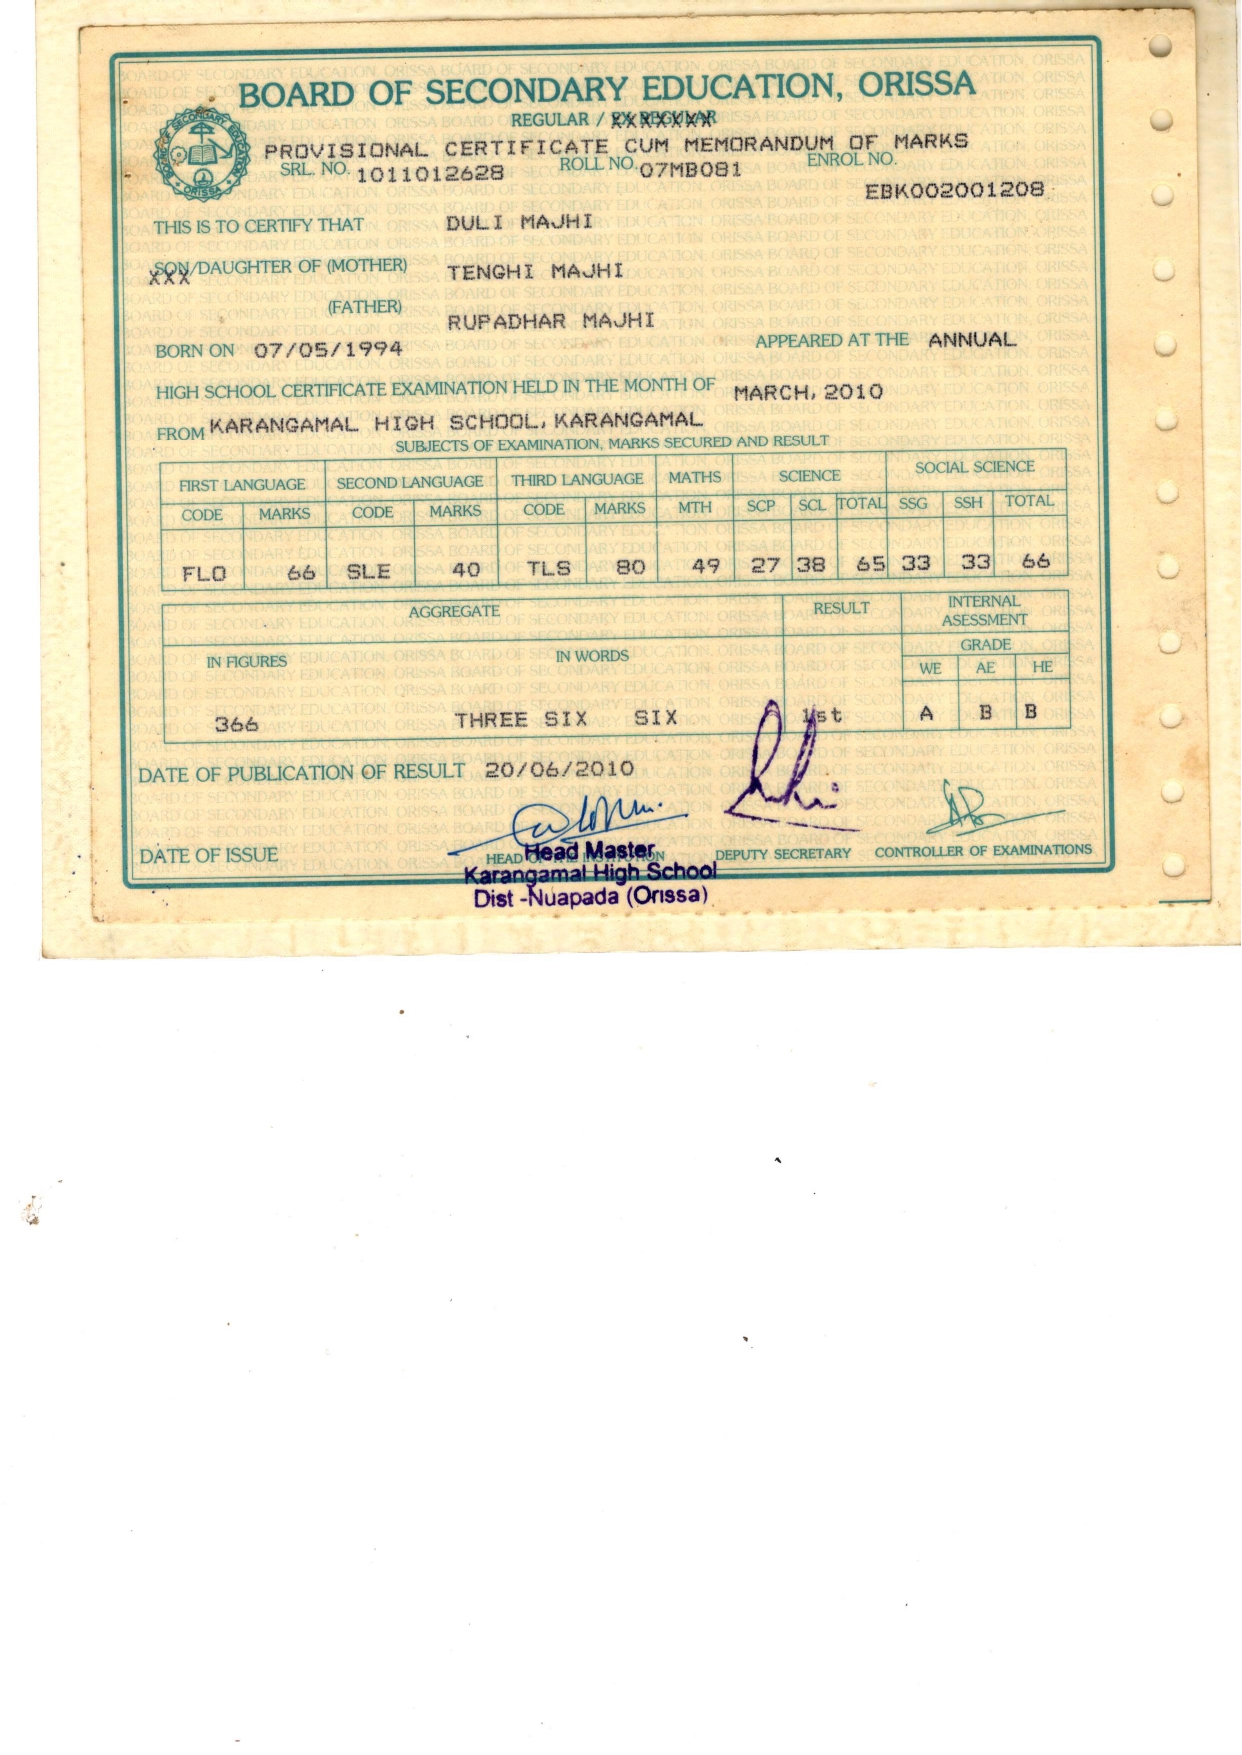 BOARD OF SECONDARY EDUCATION, ORISSA
REGULAR / EX REGULAR
PROVISIONAL CERTIFICATE CUM MEMORANDUM OF MARKS
SRL. NO. 1011012628 ROLL NO. 07MB081 ENROL NO.
EBK002001208
THIS IS TO CERTIFY THAT DULI MAJHI
SON/DAUGHTER OF (MOTHER) TENGHI MAJHI
XXX
(FATHER) RUPADHAR MAJHI
BORN ON 07/05/1994 APPEARED AT THE ANNUAL
HIGH SCHOOL CERTIFICATE EXAMINATION HELD IN THE MONTH OF MARCH, 2010
FROM KARANGAMAL HIGH SCHOOL, KARANGAMAL
SUBJECTS OF EXAMINATION, MARKS SECURED AND RESULT
FIRST LANGUAGE SECOND LANGUAGE THIRD LANGUAGE MATHS SCIENCE SOCIAL SCIENCE
CODE MARKS CODE MARKS CODE MARKS MTH SCP SCL TOTAL SSG SSH TOTAL
FLO 66 SLE 40 TLS 80 49 27 38 65 33 33 66
AGGREGATE RESULT INTERNAL
ASESSMENT
GRADE
IN FIGURES IN WORDS WE AE HE
366 THREE SIX SIX 1st A B B
DATE OF PUBLICATION OF RESULT 20/06/2010
DATE OF ISSUE HEAD OF THE INSTITUTION DEPUTY SECRETARY CONTROLLER OF EXAMINATIONS
Head Master
Karangamal High School
Dist -Nuapada (Orissa)